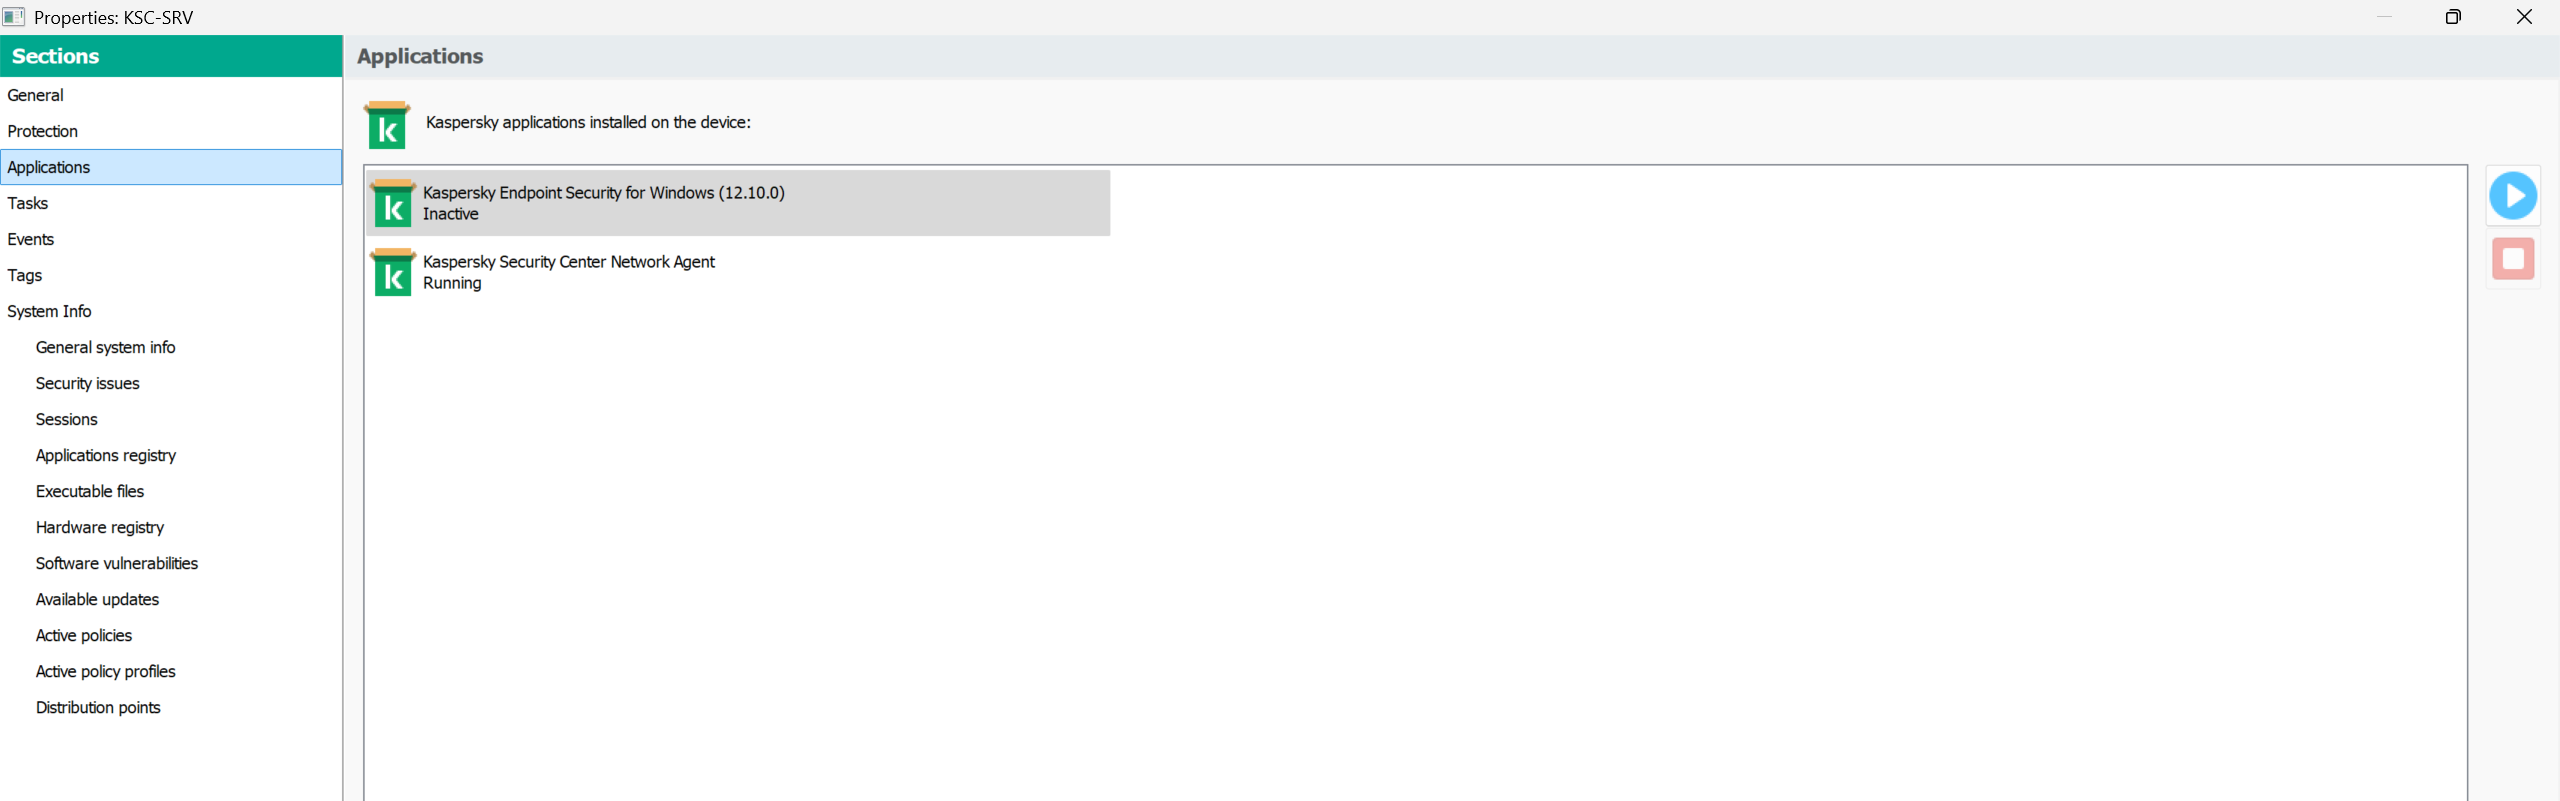 Properties: KSC-SRV
Sections
General
Protection
Applications
Tasks
Events
Tags
System Info
General system info
Security issues
Sessions
Applications registry
Executable files
Hardware registry
Software vulnerabilities
Available updates
Active policies
Active policy profiles
Distribution points
Applications
Kaspersky applications installed on the device:
Kaspersky Endpoint Security for Windows (12.10.0)
Inactive
Kaspersky Security Center Network Agent
Running